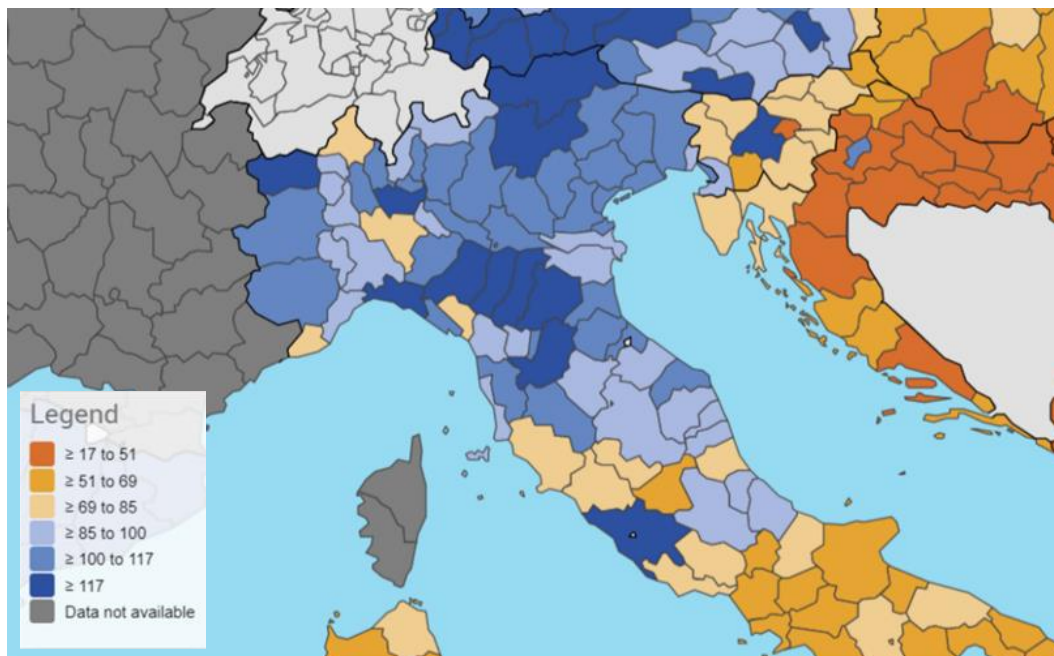 Legend
≥ 17 to 51
≥ 51 to 69
≥ 69 to 85
≥ 85 to 100
≥ 100 to 117
≥ 117
Data not available